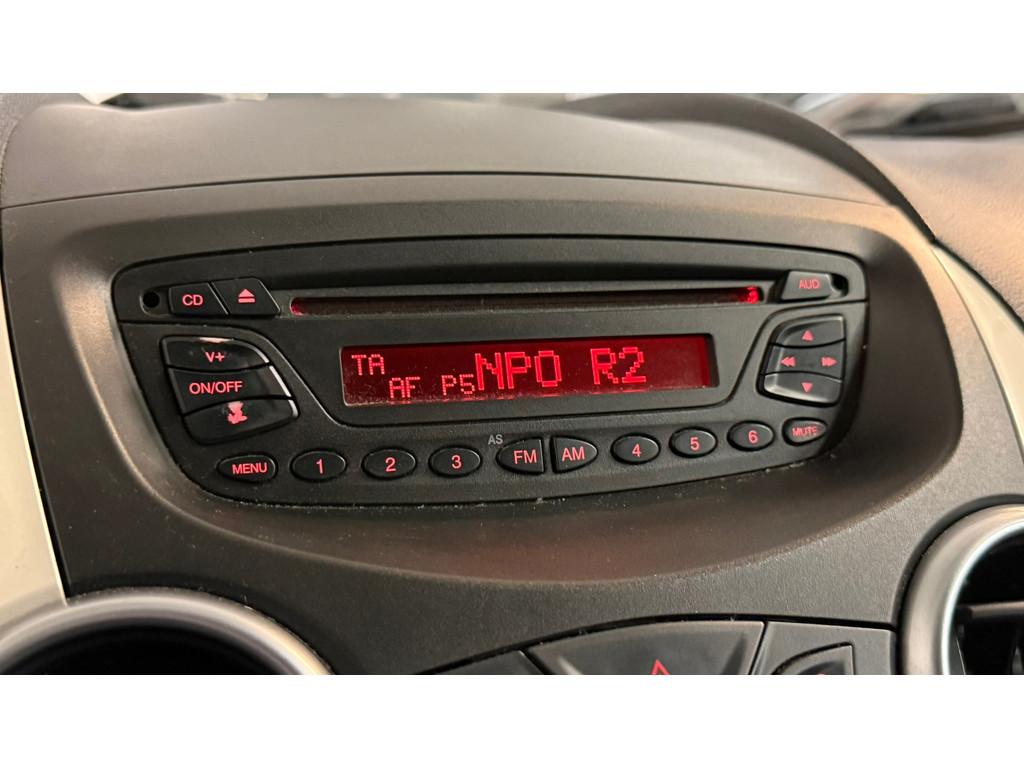 CD
AUD
V+
ON/OFF
TA
AF P5 NPO R2
AS
MENU 1 2 3 FM AM 4 5 6 MUTE